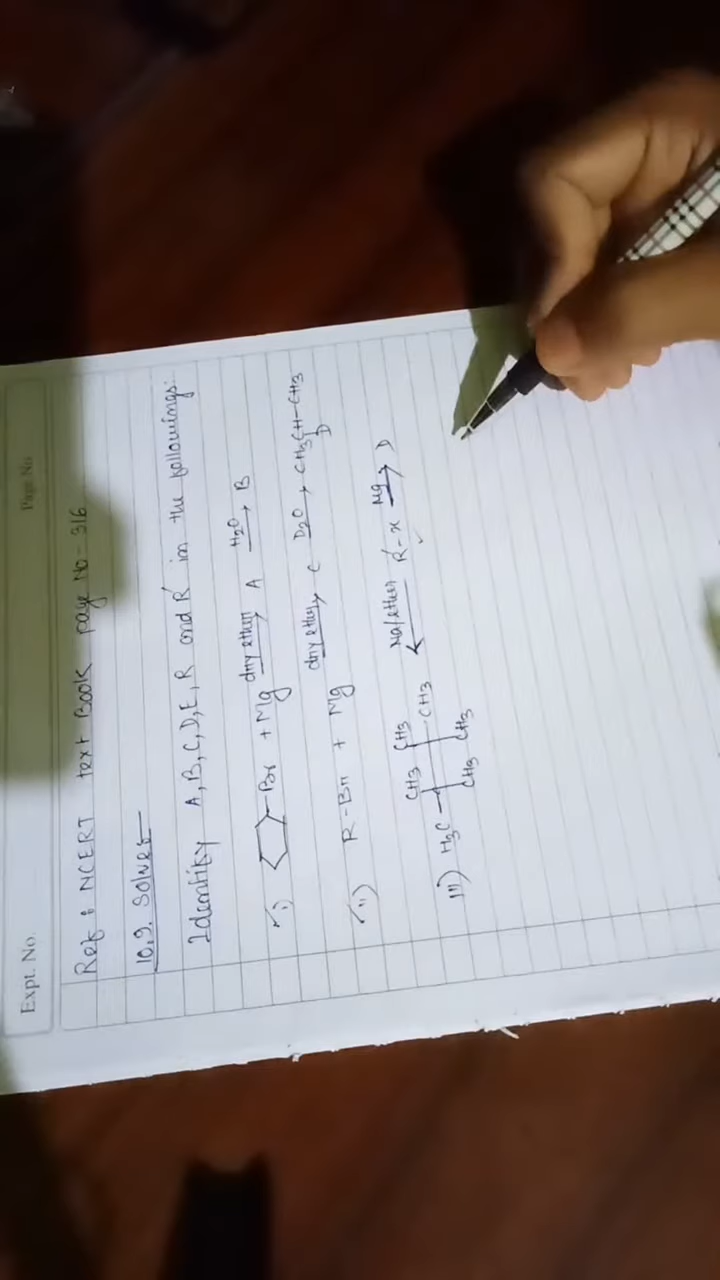 Expt. No.
Page No.
Ref : NCERT text Book page No - 316
10.9. Solve:-
Identify A,B,C,D,E,R and R' in the followings:
i) Br + Mg dry ether A H2O B
ii) R-Br + Mg dry ether C D2O CH3CH-CH3
D
CH3 CH3 Na/ether Mg
iii) H3C CH3 R'-x D
CH3 CH3